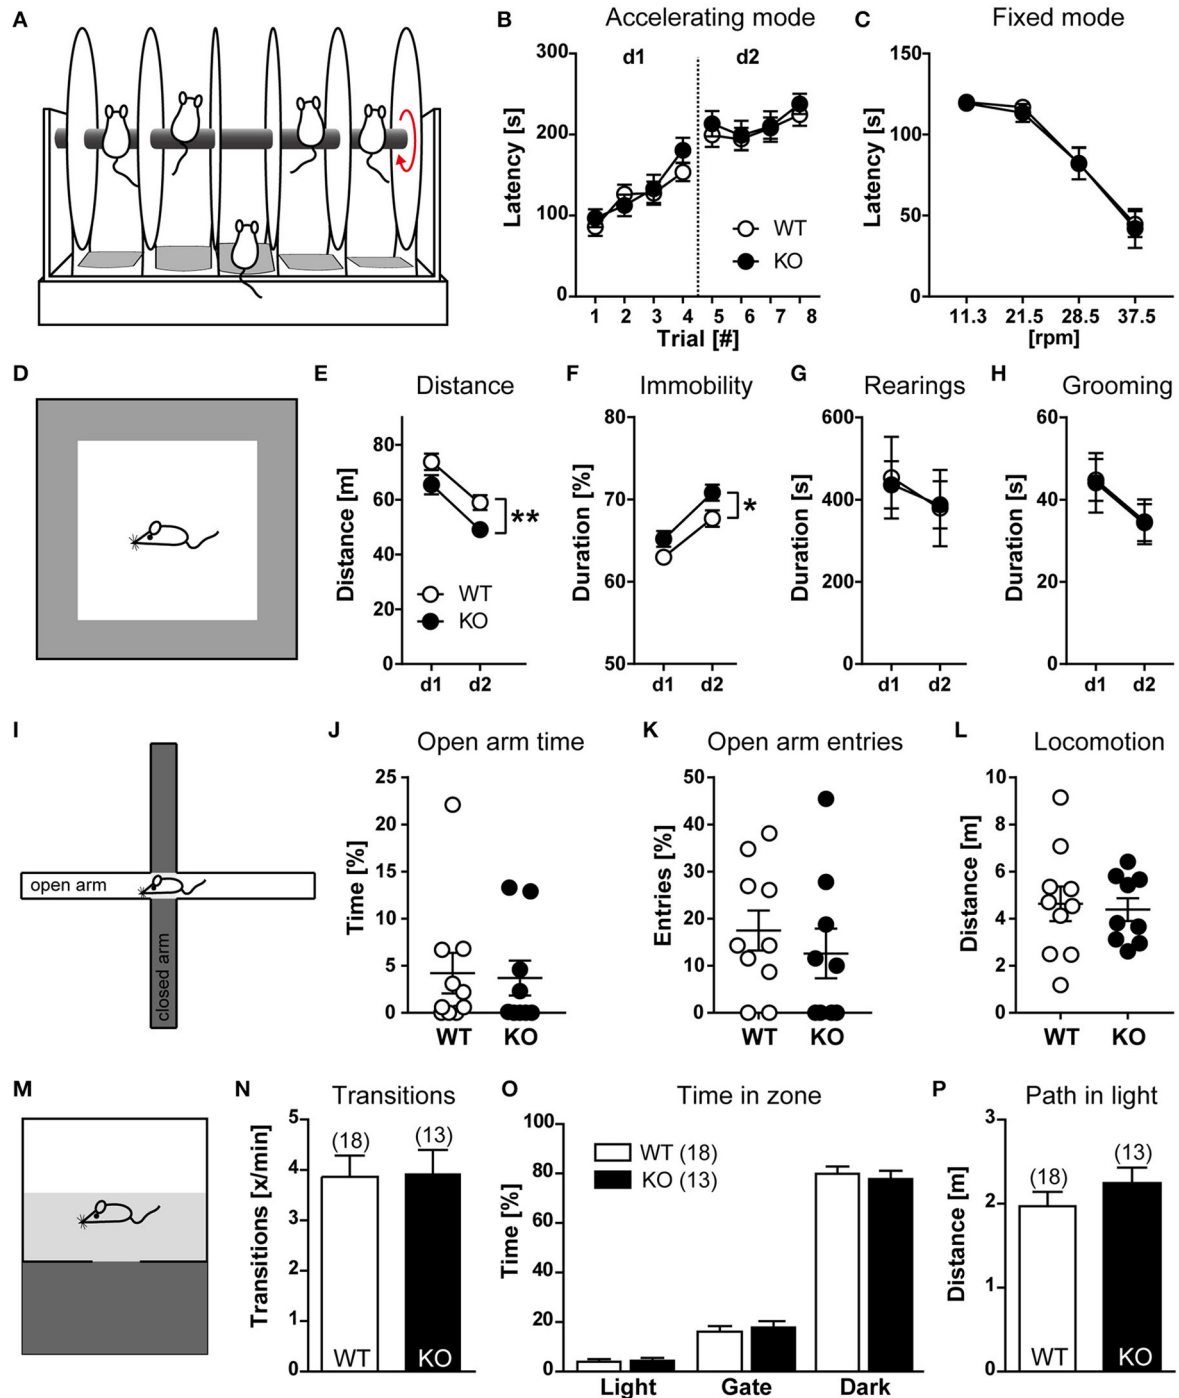 A
B Accelerating mode
C Fixed mode
d1 d2
Latency [s]
300
200
100
0
WT
KO
1 2 3 4 5 6 7 8
Trial [#]
Latency [s]
150
100
50
0
11.3 21.5 28.5 37.5
[rpm]
D
E Distance
Distance [m]
80
60
40
20
0
**
WT
KO
d1 d2
F Immobility
Duration [%]
80
70
60
50
*
d1 d2
G Rearings
Duration [s]
600
400
200
0
d1 d2
H Grooming
Duration [s]
60
40
20
0
d1 d2
I
open arm
closed arm
J Open arm time
Time [%]
25
20
15
10
5
0
WT KO
K Open arm entries
Entries [%]
50
40
30
20
10
0
WT KO
L Locomotion
Distance [m]
10
8
6
4
2
0
WT KO
M
N Transitions
Transitions [x/min]
5
4
3
2
1
0
(18) (13)
WT KO
O Time in zone
Time [%]
100
80
60
40
20
0
WT (18)
KO (13)
Light Gate Dark
P Path in light
Distance [m]
3
2
1
0
(18) (13)
WT KO